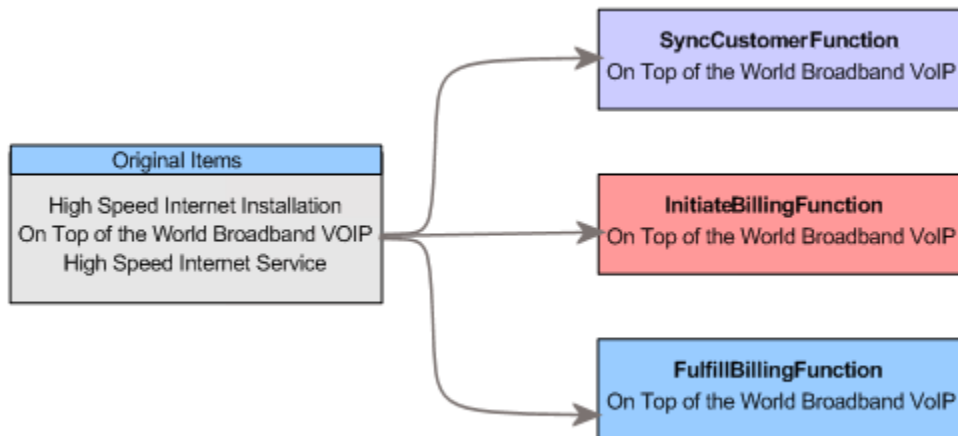 SyncCustomerFunction
On Top of the World Broadband VoIP
Original Items
High Speed Internet Installation
On Top of the World Broadband VOIP
High Speed Internet Service
InitiateBillingFunction
On Top of the World Broadband VoIP
FulfillBillingFunction
On Top of the World Broadband VoIP